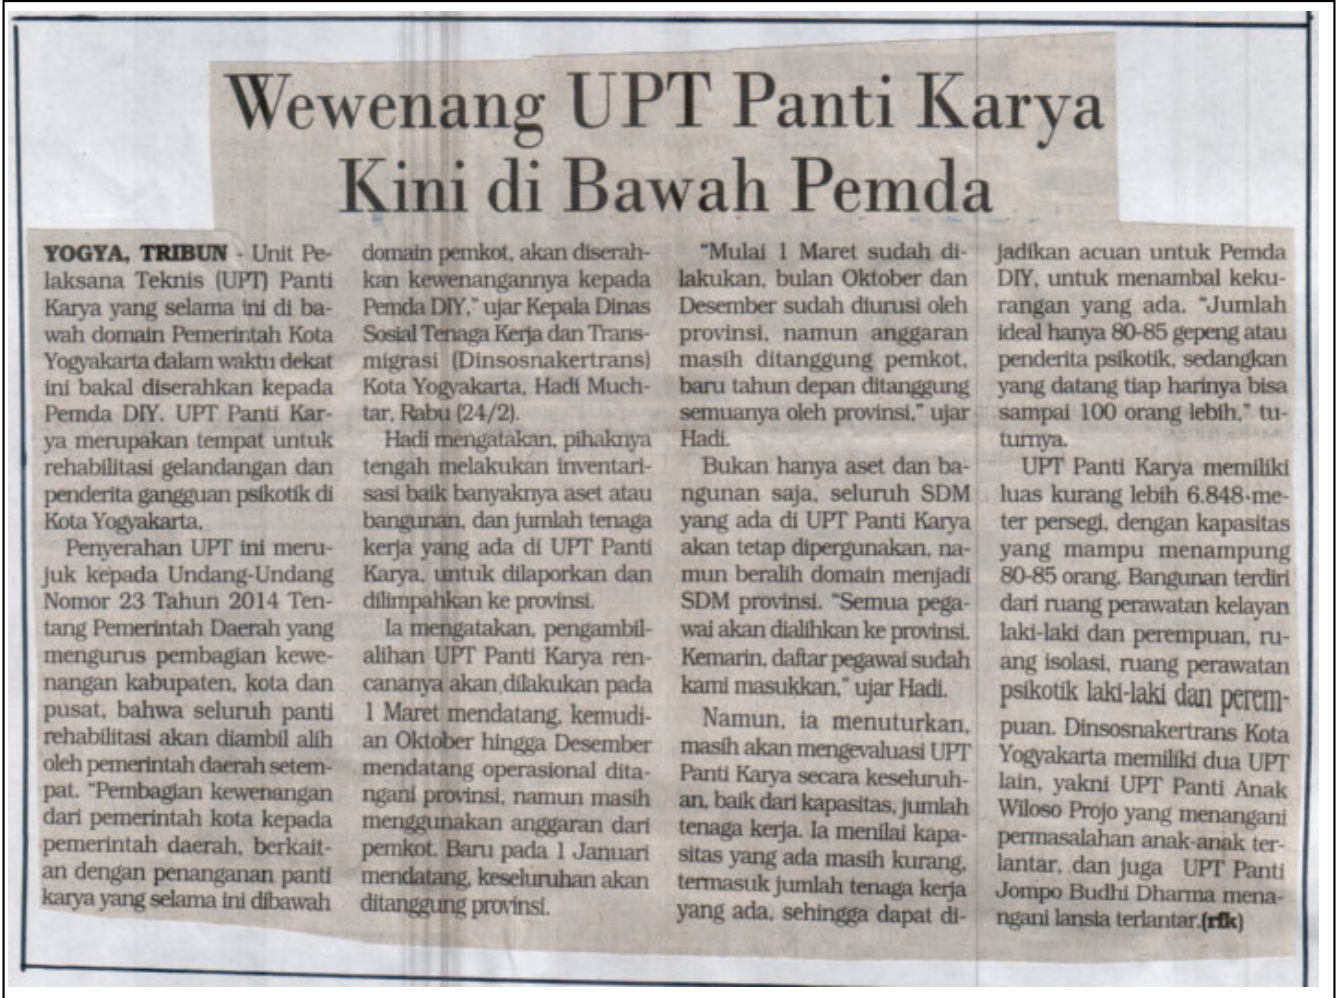 Wewenang UPT Panti Karya
Kini di Bawah Pemda
YOGYA, TRIBUN - Unit Pe-
laksana Teknis (UPT) Panti
Karya yang selama ini di ba-
wah domain Pemerintah Kota
Yogyakarta dalam waktu dekat
ini bakal diserahkan kepada
Pemda DIY. UPT Panti Kar-
ya merupakan tempat untuk
rehabilitasi gelandangan dan
penderita gangguan psikotik di
Kota Yogyakarta.
Penyerahan UPT ini meru-
juk kepada Undang-Undang
Nomor 23 Tahun 2014 Ten-
tang Pemerintah Daerah yang
mengurus pembagian kewe-
nangan kabupaten, kota dan
pusat, bahwa seluruh panti
rehabilitasi akan diambil alih
oleh pemerintah daerah setem-
pat. "Pembagian kewenangan
dari pemerintah kota kepada
pemerintah daerah, berkait-
an dengan penanganan panti
karya yang selama ini dibawah
domain pemkot, akan diserah-
kan kewenangannya kepada
Pemda DIY," ujar Kepala Dinas
Sosial Tenaga Kerja dan Trans-
migrasi (Dinsosnakertrans)
Kota Yogyakarta, Hadi Much-
tar, Rabu (24/2).
Hadi mengatakan, pihaknya
tengah melakukan inventari-
sasi baik banyaknya aset atau
bangunan, dan jumlah tenaga
kerja yang ada di UPT Panti
Karya, untuk dilaporkan dan
dilimpahkan ke provinsi.
Ia mengatakan, pengambil-
alihan UPT Panti Karya ren-
cananya akan dilakukan pada
1 Maret mendatang, kemudi-
an Oktober hingga Desember
mendatang operasional dita-
ngani provinsi, namun masih
menggunakan anggaran dari
pemkot. Baru pada 1 Januari
mendatang, keseluruhan akan
ditanggung provinsi.
"Mulai 1 Maret sudah di-
lakukan, bulan Oktober dan
Desember sudah diurusi oleh
provinsi, namun anggaran
masih ditanggung pemkot,
baru tahun depan ditanggung
semuanya oleh provinsi," ujar
Hadi.
Bukan hanya aset dan ba-
ngunan saja, seluruh SDM
yang ada di UPT Panti Karya
akan tetap dipergunakan, na-
mun beralih domain menjadi
SDM provinsi. "Semua pega-
wai akan dialihkan ke provinsi.
Kemarin, daftar pegawai sudah
kami masukkan," ujar Hadi.
Namun, ia menuturkan,
masih akan mengevaluasi UPT
Panti Karya secara keseluruh-
an, baik dari kapasitas, jumlah
tenaga kerja. Ia menilai kapa-
sitas yang ada masih kurang,
termasuk jumlah tenaga kerja
yang ada, sehingga dapat di-
jadikan acuan untuk Pemda
DIY, untuk menambal keku-
rangan yang ada. "Jumlah
ideal hanya 80-85 gepeng atau
penderita psikotik, sedangkan
yang datang tiap harinya bisa
sampai 100 orang lebih," tu-
turnya.
UPT Panti Karya memiliki
luas kurang lebih 6.848 me-
ter persegi, dengan kapasitas
yang mampu menampung
80-85 orang. Bangunan terdiri
dari ruang perawatan kelayan
laki-laki dan perempuan, ru-
ang isolasi, ruang perawatan
psikotik laki-laki dan perem-
puan. Dinsosnakertrans Kota
Yogyakarta memiliki dua UPT
lain, yakni UPT Panti Anak
Wiloso Projo yang menangani
permasalahan anak-anak ter-
lantar, dan juga UPT Panti
Jompo Budhi Dharma mena-
ngani lansia terlantar.(rfk)